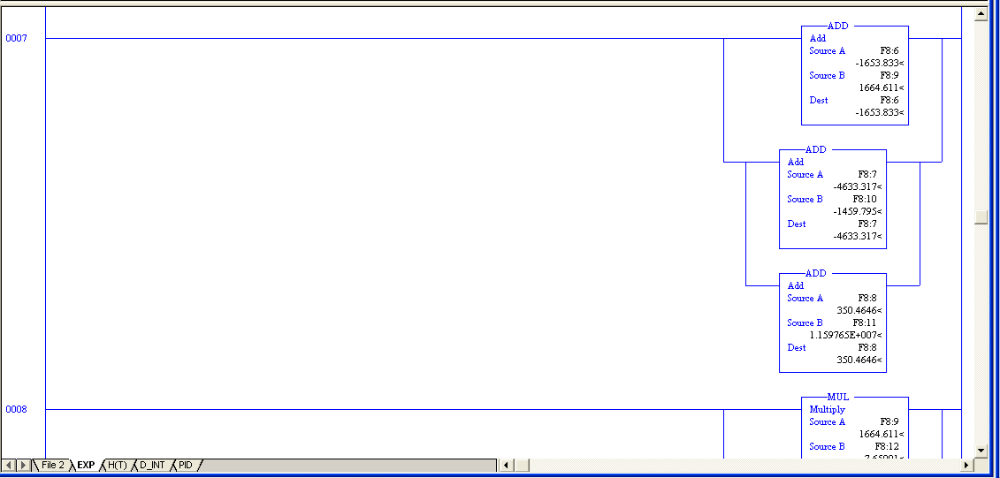 0007
ADD
Add
Source A F8:6
-1653.833<
Source B F8:9
1664.611<
Dest F8:6
-1653.833<
ADD
Add
Source A F8:7
-4633.317<
Source B F8:10
-1459.795<
Dest F8:7
-4633.317<
ADD
Add
Source A F8:8
350.4646<
Source B F8:11
1.159765E+007<
Dest F8:8
350.4646<
0008
MUL
Multiply
Source A F8:9
1664.611<
Source B F8:12
File 2 EXP H(T) D_INT PID